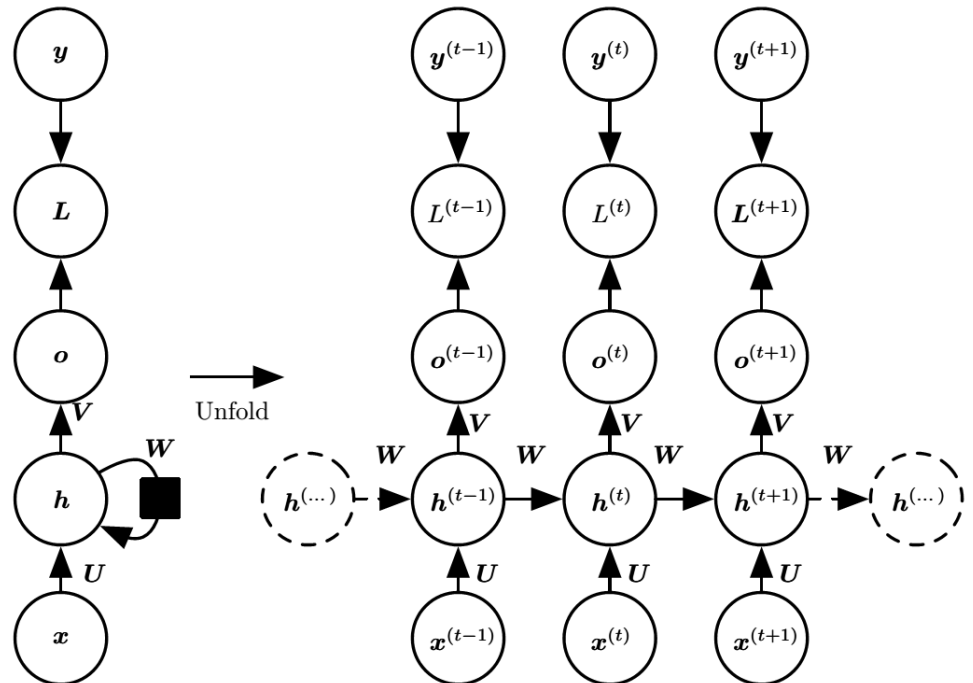 y
y^(t−1) y^(t) y^(t+1)
L
L^(t−1) L^(t) L^(t+1)
o
o^(t−1) o^(t) o^(t+1)
Unfold
V
V V V
W
W W W W
h
h^(...) h^(t−1) h^(t) h^(t+1) h^(...)
U
U U U
x
x^(t−1) x^(t) x^(t+1)